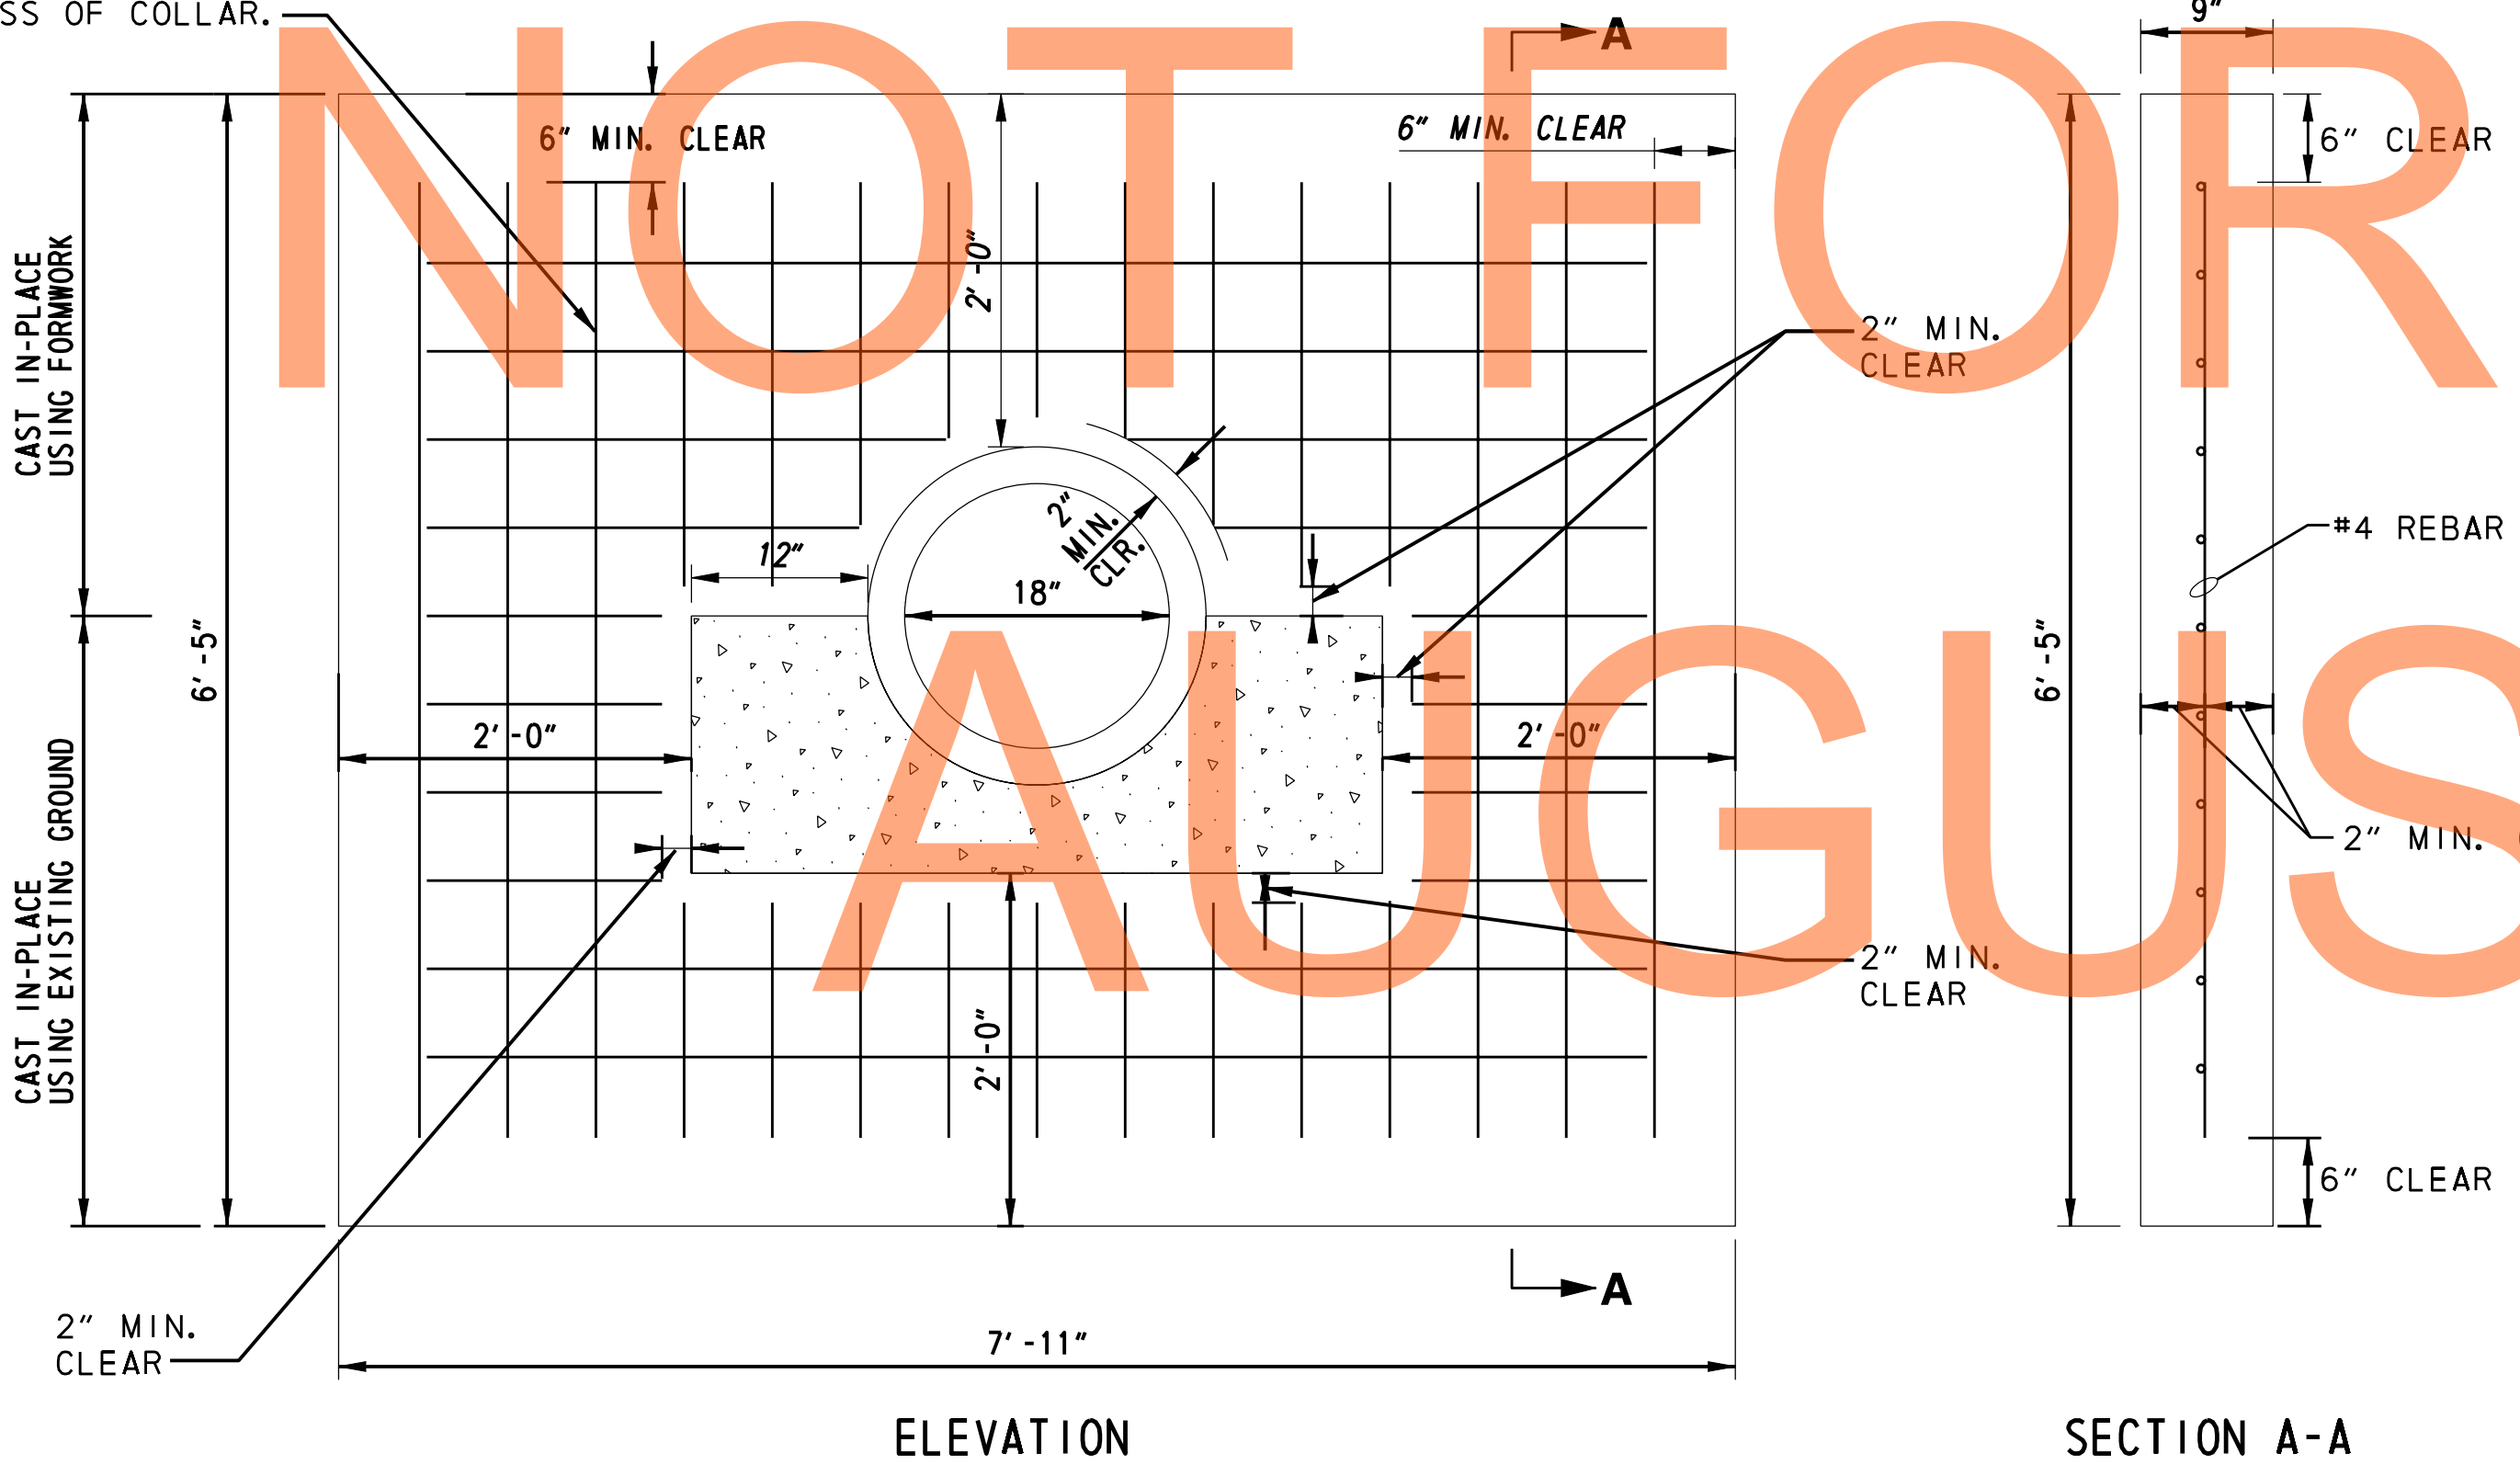 SS OF COLLAR.
A
9"
6" MIN. CLEAR
6" MIN. CLEAR
6" CLEAR
NOT FOR
2'-0"
CAST IN-PLACE
USING FORMWORK
2" MIN.
CLEAR
2"
MIN.
CLR.
#4 REBAR
12"
18"
6'-5"
6'-5"
2'-0"
2'-0"
AUGUS
2" MIN.
CAST IN-PLACE
USING EXISTING GROUND
2" MIN.
CLEAR
2'-0"
6" CLEAR
A
2" MIN.
CLEAR
7'-11"
ELEVATION
SECTION A-A